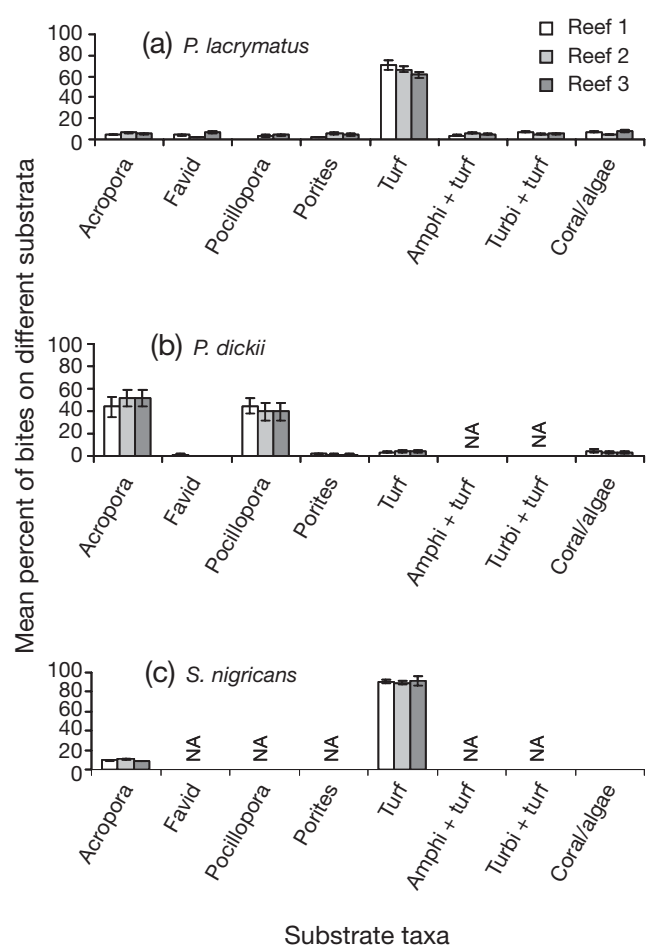 Mean percent of bites on different substrata
(a) P. lacrymatus
Reef 1
Reef 2
Reef 3
100
80
60
40
20
0
Acropora
Favid
Pocillopora
Porites
Turf
Amphi + turf
Turbi + turf
Coral/algae
(b) P. dickii
100
80
60
40
20
0
NA
NA
Acropora
Favid
Pocillopora
Porites
Turf
Amphi + turf
Turbi + turf
Coral/algae
(c) S. nigricans
100
80
60
40
20
0
NA
NA
NA
NA
NA
Acropora
Favid
Pocillopora
Porites
Turf
Amphi + turf
Turbi + turf
Coral/algae
Substrate taxa